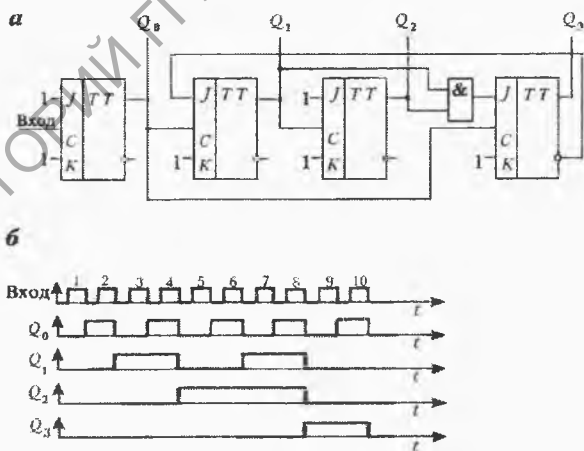 а
Q₀ Q₁ Q₂ Q₃
1 J TT J TT 1 J TT & J TT
Вход C C C C
1 K 1 K 1 K 1 K
б
Вход 1 2 3 4 5 6 7 8 9 10 t
Q₀ t
Q₁ t
Q₂ t
Q₃ t